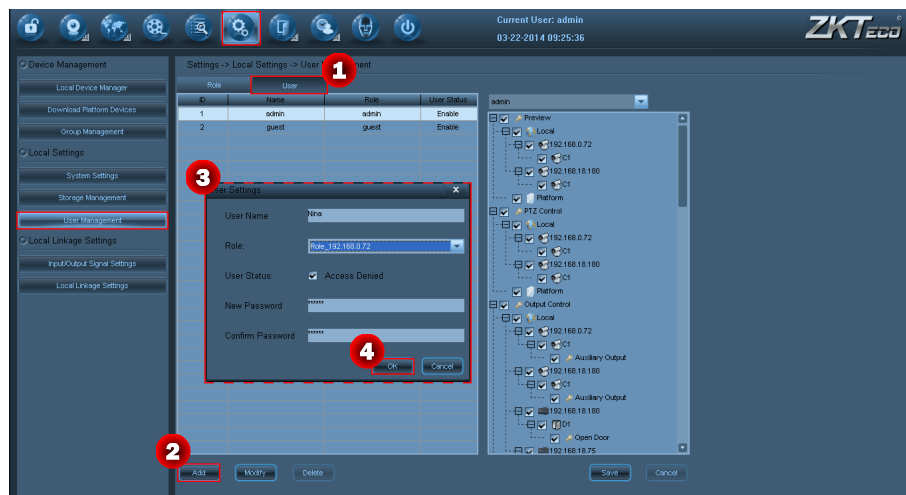 Current User: admin
03-22-2014 09:25:36
ZKTeco
Device Management
Local Device Manager
Download Platform Devices
Group Management
Local Settings
System Settings
Storage Management
User Management
Local Linkage Settings
Input/Output Signal Settings
Local Linkage Settings
Settings -> Local Settings -> User
ment
1
Role
User
ID Name Role User Status
1 admin admin Enable
2 guest guest Enable
3
User Settings
X
User Name
Nina
Role:
Role_192.168.0.72
User Status:
Access Denied
New Password
******
Confirm Password
******
4
OK
Cancel
2
Add
Modify
Delete
admin
Preview
Local
192.168.0.72
C1
192.168.18.180
C1
Platform
PTZ Control
Local
192.168.0.72
C1
192.168.18.180
C1
Platform
Output Control
Local
192.168.0.72
C1
Auxiliary Output
192.168.18.180
C1
Auxiliary Output
192.168.18.180
D1
Open Door
192.168.18.75
Save
Cancel